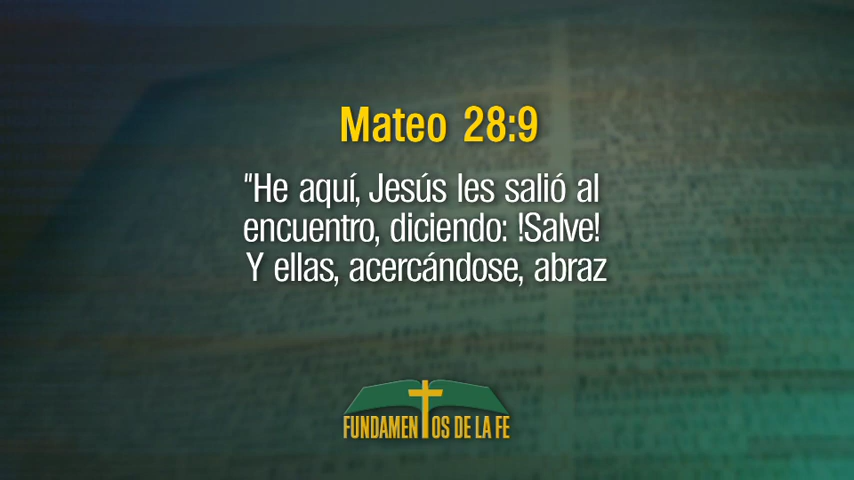 Mateo 28:9
"He aquí, Jesús les salió al
encuentro, diciendo: !Salve!
Y ellas, acercándose, abraz
FUNDAMENTOS DE LA FE